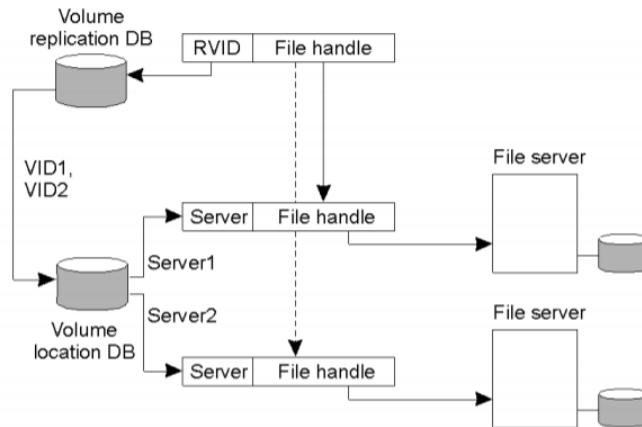 Volume
replication DB
RVID File handle
VID1,
VID2
File server
Server File handle
Server1
Volume
location DB
Server2
File server
Server File handle